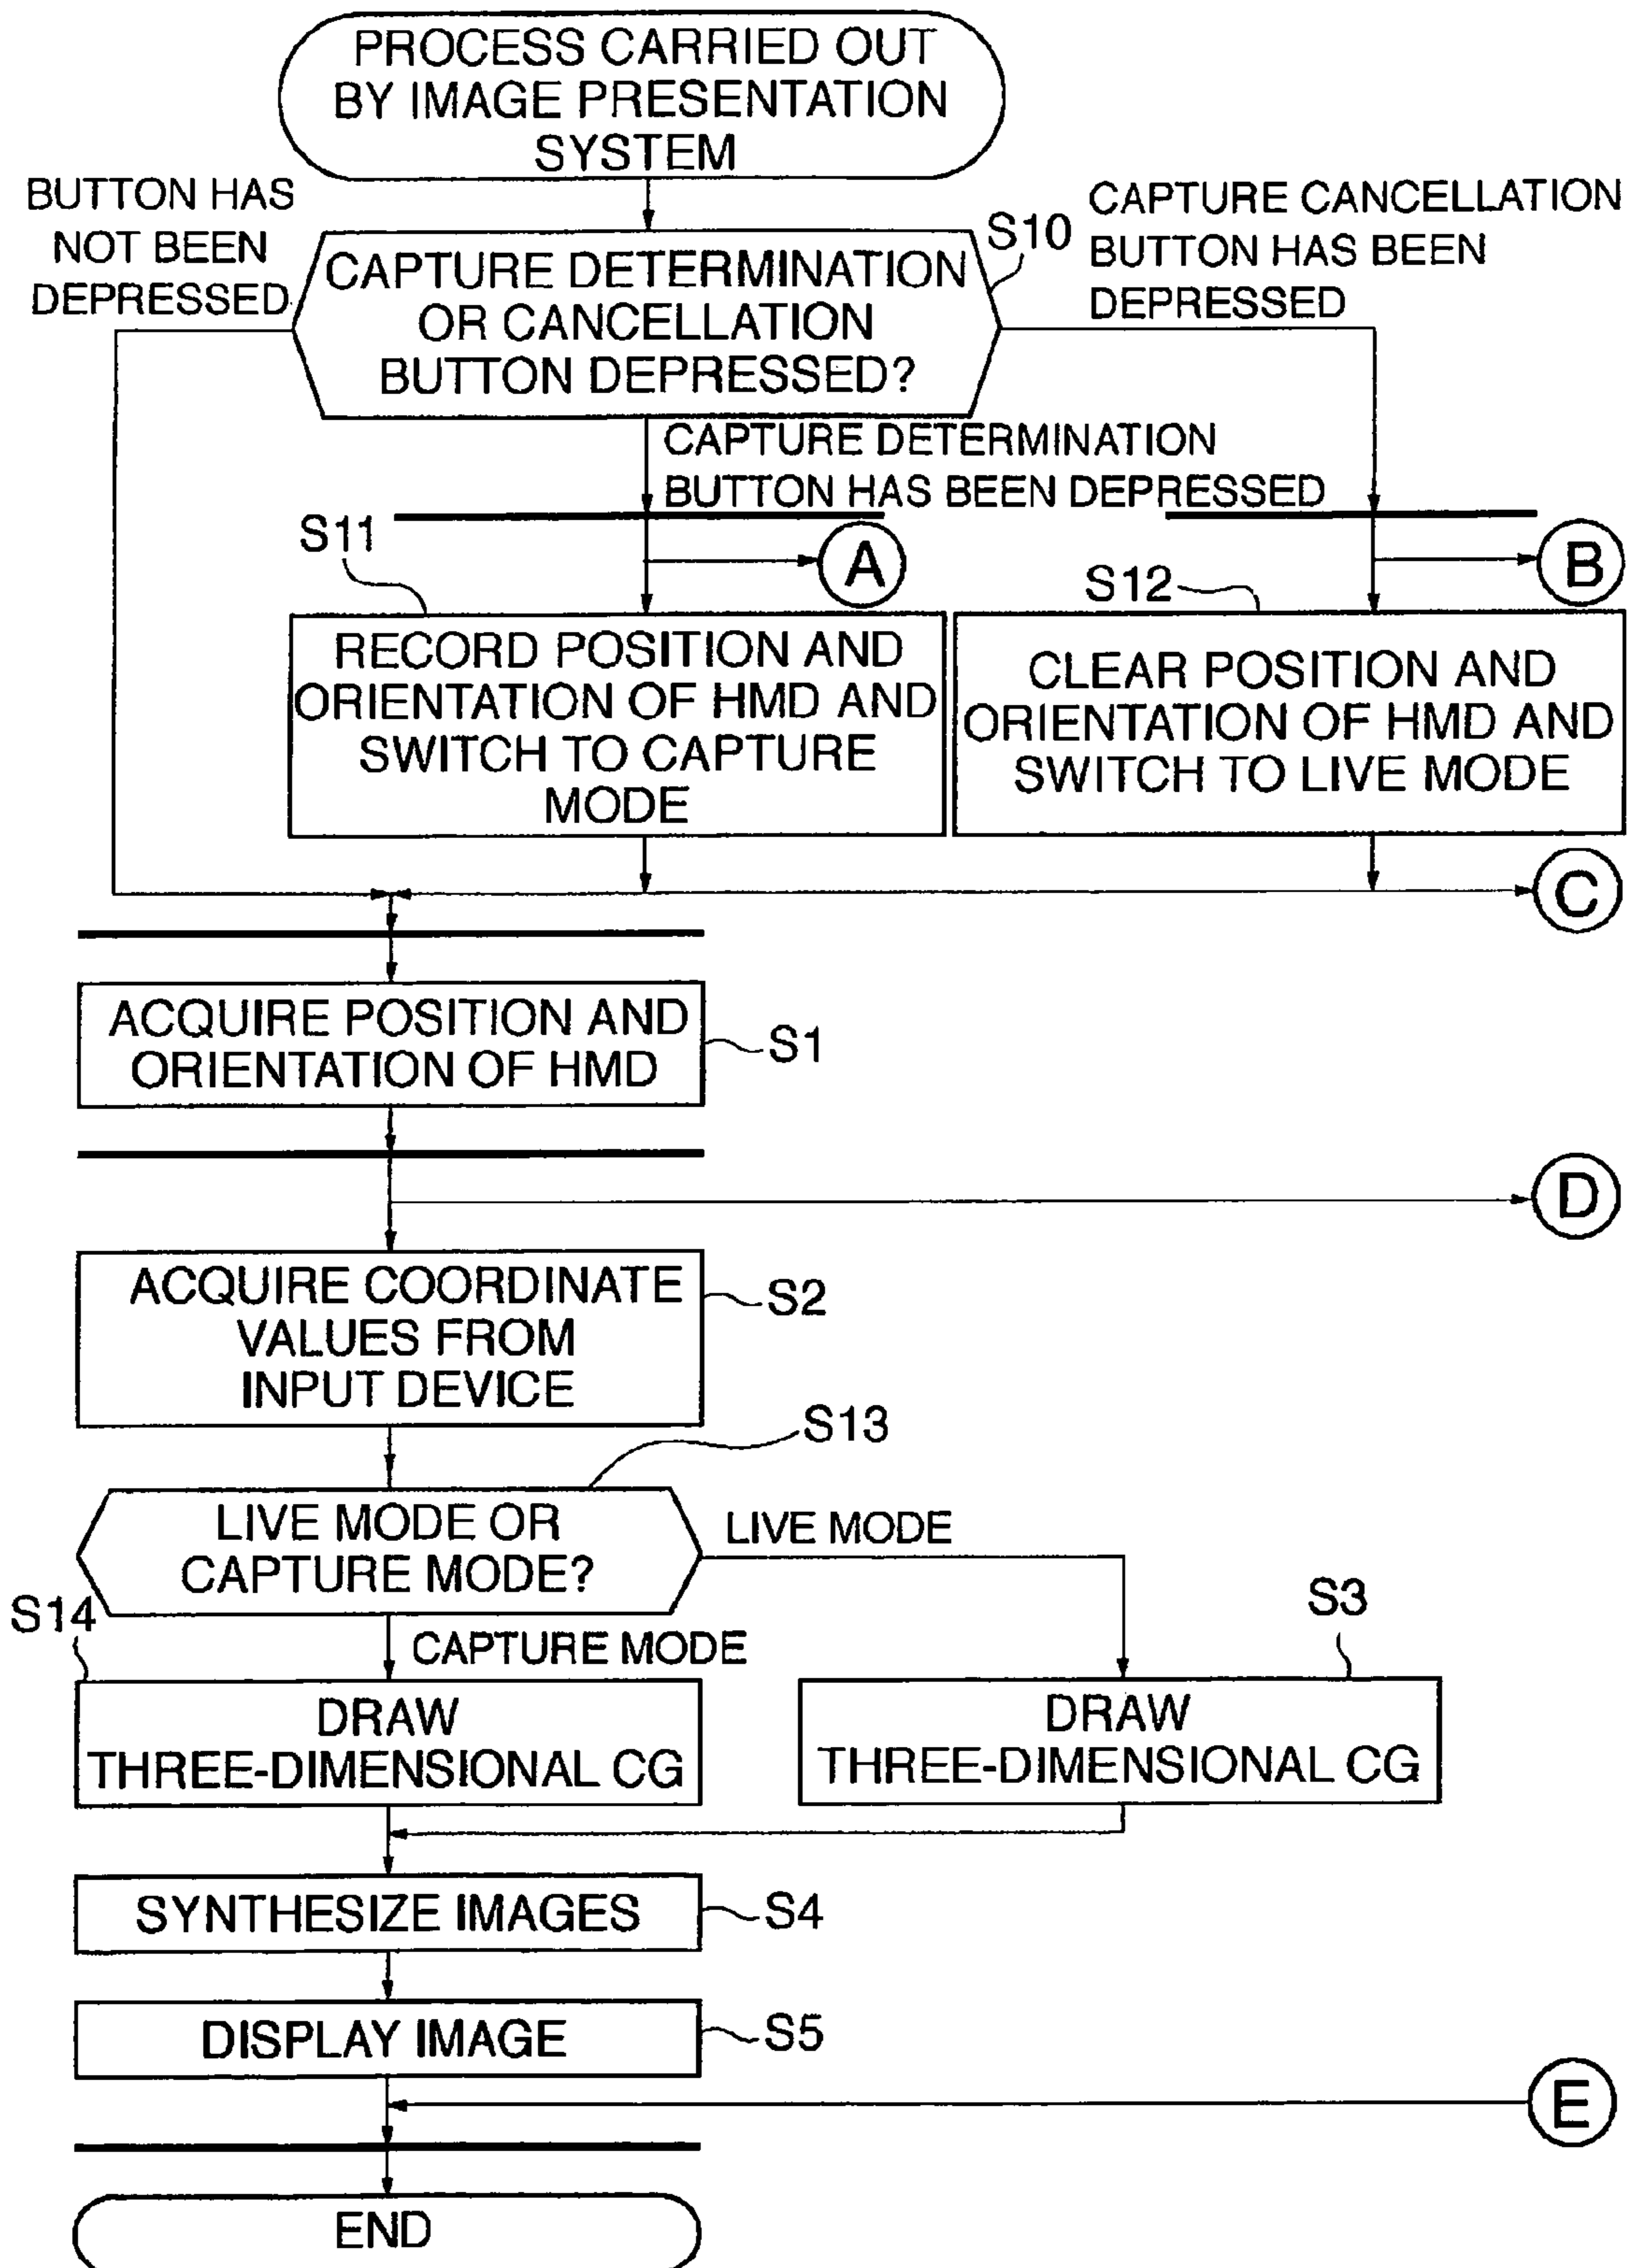 PROCESS CARRIED OUT
BY IMAGE PRESENTATION
SYSTEM
BUTTON HAS
NOT BEEN
DEPRESSED
S10
CAPTURE CANCELLATION
BUTTON HAS BEEN
DEPRESSED
CAPTURE DETERMINATION
OR CANCELLATION
BUTTON DEPRESSED?
CAPTURE DETERMINATION
BUTTON HAS BEEN DEPRESSED
S11
A
S12
B
RECORD POSITION AND
ORIENTATION OF HMD AND
SWITCH TO CAPTURE
MODE
CLEAR POSITION AND
ORIENTATION OF HMD AND
SWITCH TO LIVE MODE
C
ACQUIRE POSITION AND
ORIENTATION OF HMD
S1
D
ACQUIRE COORDINATE
VALUES FROM
INPUT DEVICE
S2
S13
LIVE MODE OR
CAPTURE MODE?
LIVE MODE
S14
CAPTURE MODE
S3
DRAW
THREE-DIMENSIONAL CG
DRAW
THREE-DIMENSIONAL CG
SYNTHESIZE IMAGES
S4
DISPLAY IMAGE
S5
E
END